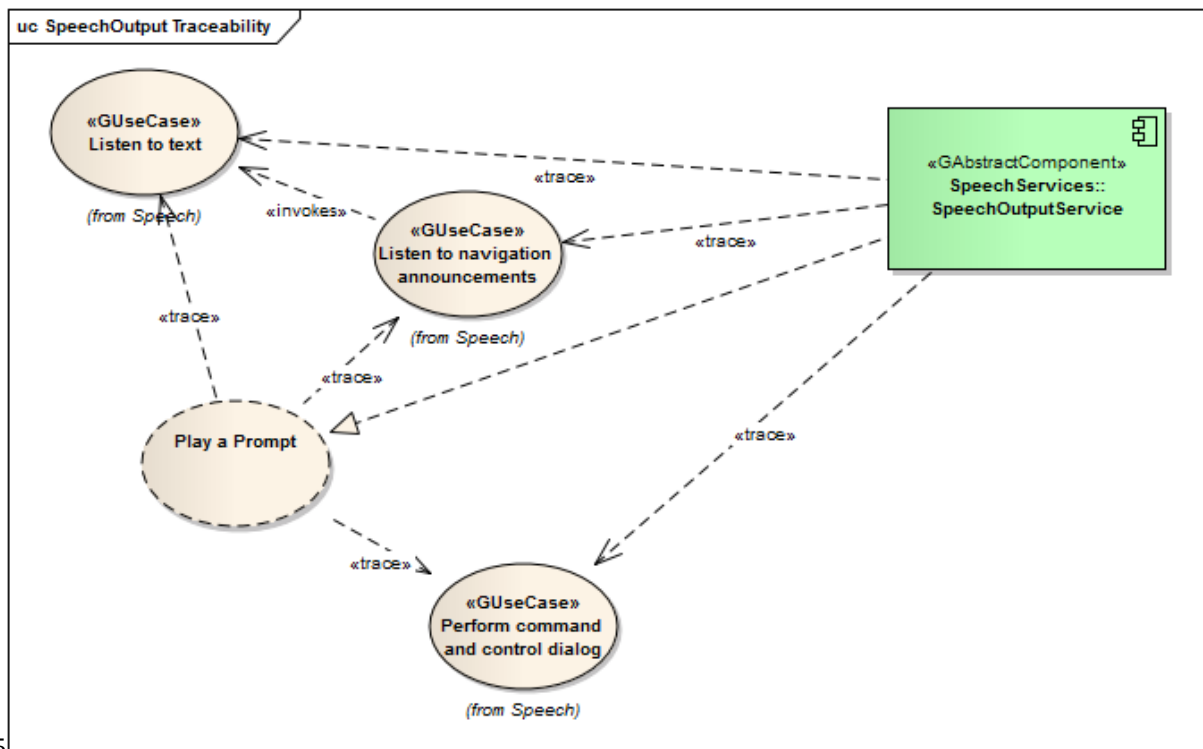 uc SpeechOutput Traceability
«GUseCase»
Listen to text
(from Speech)
«trace»
«GAbstractComponent»
SpeechServices::
SpeechOutputService
«invokes»
«GUseCase»
Listen to navigation
announcements
(from Speech)
«trace»
«trace»
«trace»
Play a Prompt
«trace»
«trace»
«GUseCase»
Perform command
and control dialog
(from Speech)